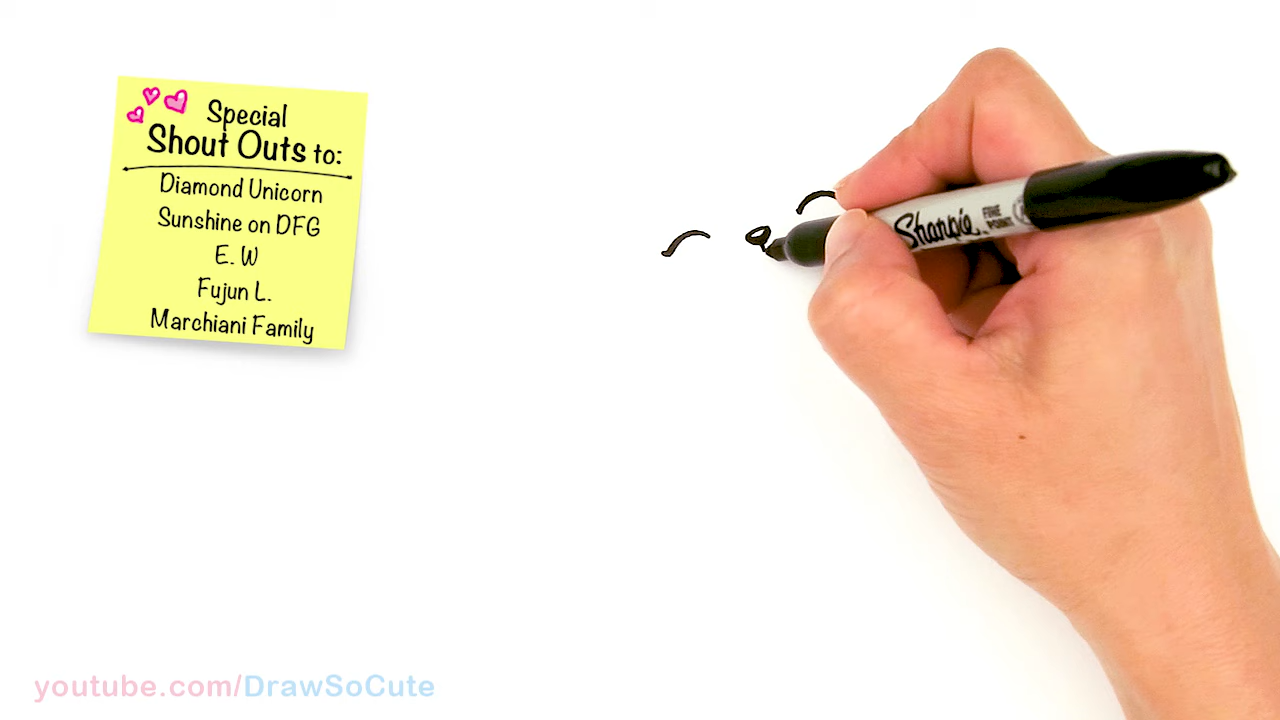 Special
Shout Outs to:
Diamond Unicorn
Sunshine on DFG
E. W
Fujun L.
Marchiani Family
Sharpie
FINE
POINT
youtube.com/DrawSoCute